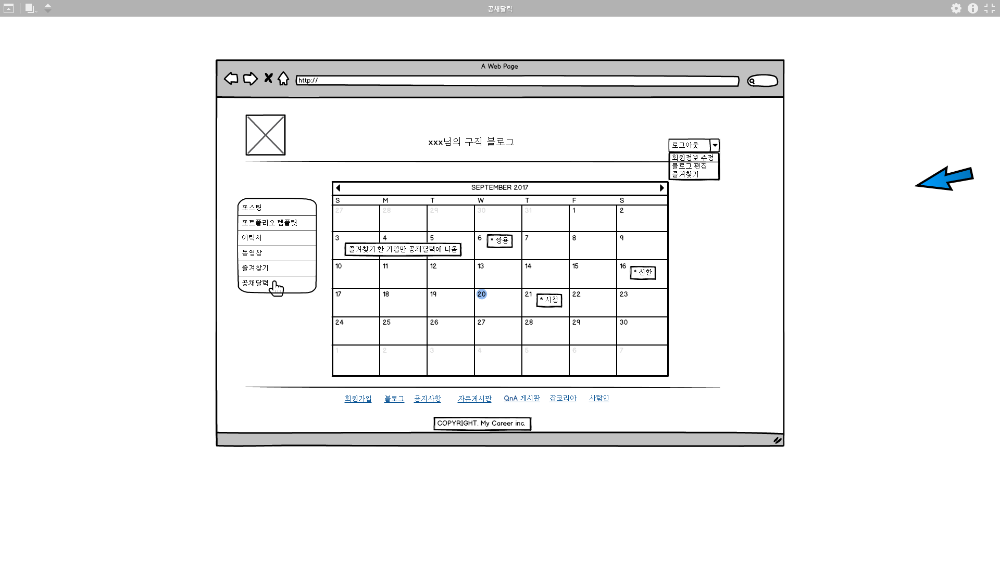 공채달력
A Web Page
http://
xxx님의 구직 블로그
로그아웃
회원정보 수정
블로그 편집
즐겨찾기
포스팅
포트폴리오 템플릿
이력서
동영상
즐겨찾기
공채달력
SEPTEMBER 2017
S M T W T F S
27 28 29 30 31 1 2
3 4 5 6 * 쌍용 7 8 9
즐겨찾기 한 기업만 공채달력에 나옴
10 11 12 13 14 15 16 * 신한
17 18 19 20 21 * 시청 22 23
24 25 26 27 28 29 30
1 2 3 4 5 6 7
회원가입 블로그 공지사항 자유게시판 QnA 게시판 잡코리아 사람인
COPYRIGHT. My Career inc.